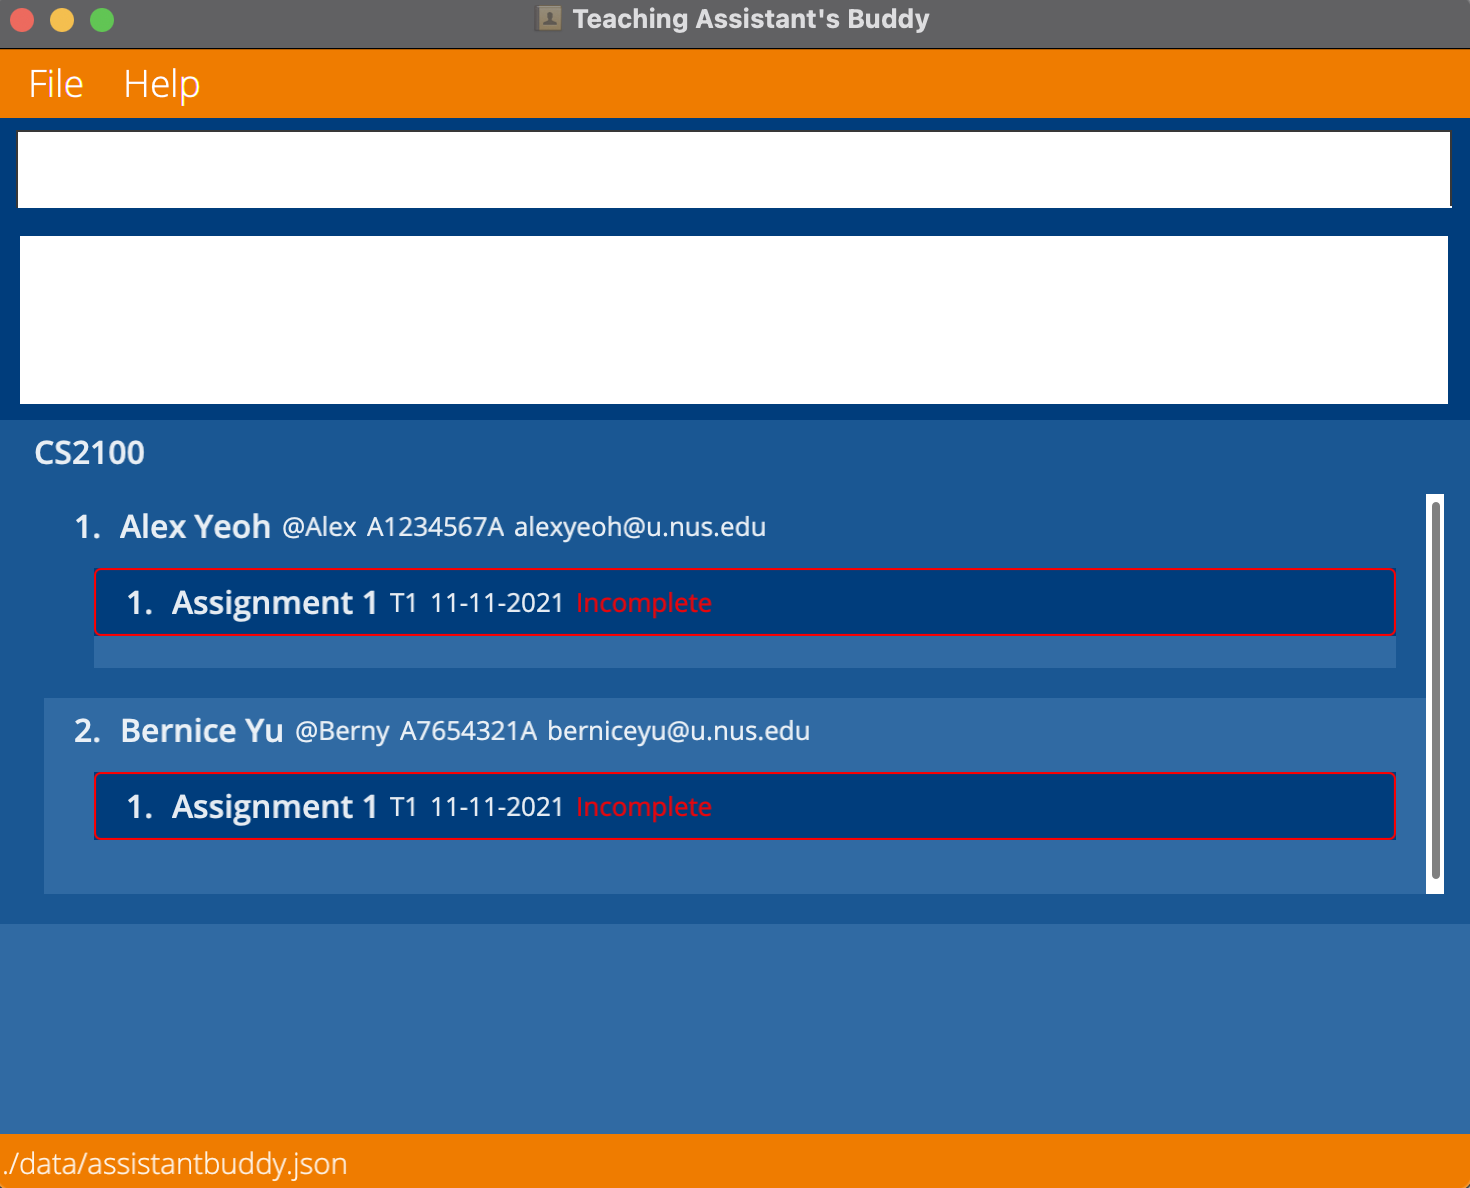 Teaching Assistant's Buddy
File Help
CS2100
1. Alex Yeoh @Alex A1234567A alexyeoh@u.nus.edu
1. Assignment 1 T1 11-11-2021 Incomplete
2. Bernice Yu @Berny A7654321A berniceyu@u.nus.edu
1. Assignment 1 T1 11-11-2021 Incomplete
./data/assistantbuddy.json